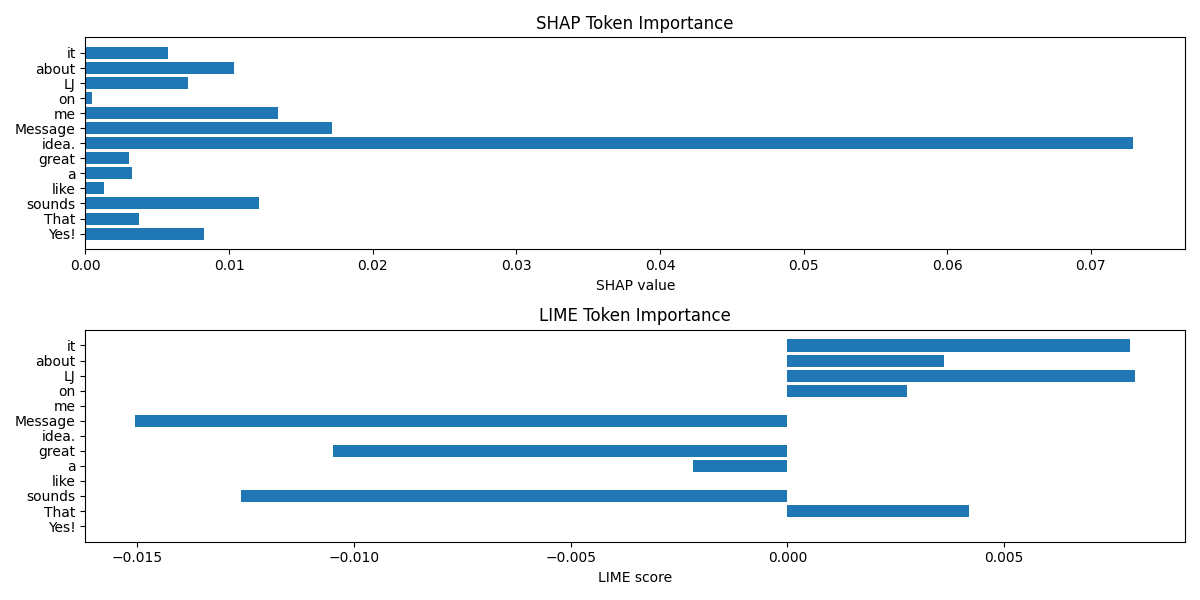 SHAP Token Importance
it
about
LJ
on
me
Message
idea.
great
a
like
sounds
That
Yes!
0.00 0.01 0.02 0.03 0.04 0.05 0.06 0.07
SHAP value
LIME Token Importance
it
about
LJ
on
me
Message
idea.
great
a
like
sounds
That
Yes!
−0.015 −0.010 −0.005 0.000 0.005
LIME score